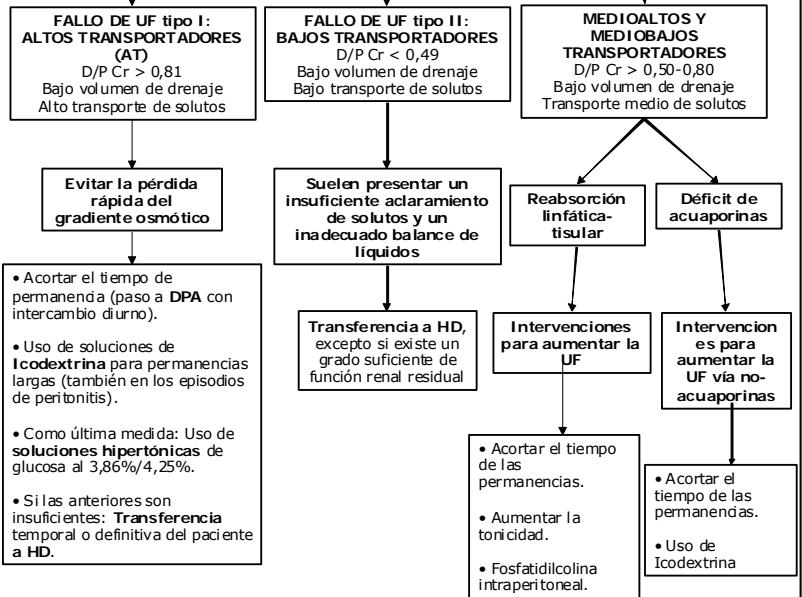 FALLO DE UF tipo I:
ALTOS TRANSPORTADORES
(AT)
D/P Cr > 0,81
Bajo volumen de drenaje
Alto transporte de solutos
Evitar la pérdida
rápida del
gradiente osmótico
• Acortar el tiempo de
permanencia (paso a DPA con
intercambio diurno).
• Uso de soluciones de
Icodextrina para permanencias
largas (también en los episodios
de peritonitis).
• Como última medida: Uso de
soluciones hipertónicas de
glucosa al 3,86%/4,25%.
• Si las anteriores son
insuficientes: Transferencia
temporal o definitiva del paciente
a HD.
FALLO DE UF tipo II:
BAJOS TRANSPORTADORES
D/P Cr < 0,49
Bajo volumen de drenaje
Bajo transporte de solutos
Suelen presentar un
insuficiente aclaramiento
de solutos y un
inadecuado balance de
líquidos
Transferencia a HD,
excepto si existe un
grado suficiente de
función renal residual
MEDIOALTOS Y
MEDIOBAJOS
TRANSPORTADORES
D/P Cr > 0,50-0,80
Bajo volumen de drenaje
Transporte medio de solutos
Reabsorción
linfática-
tisular
Intervenciones
para aumentar la
UF
• Acortar el tiempo
de las
permanencias.
• Aumentar la
tonicidad.
• Fosfatidilcolina
intraperitoneal.
Déficit de
acuaporinas
Intervencion
es para
aumentar la
UF vía no-
acuaporinas
• Acortar el
tiempo de las
permanencias.
• Uso de
Icodextrina